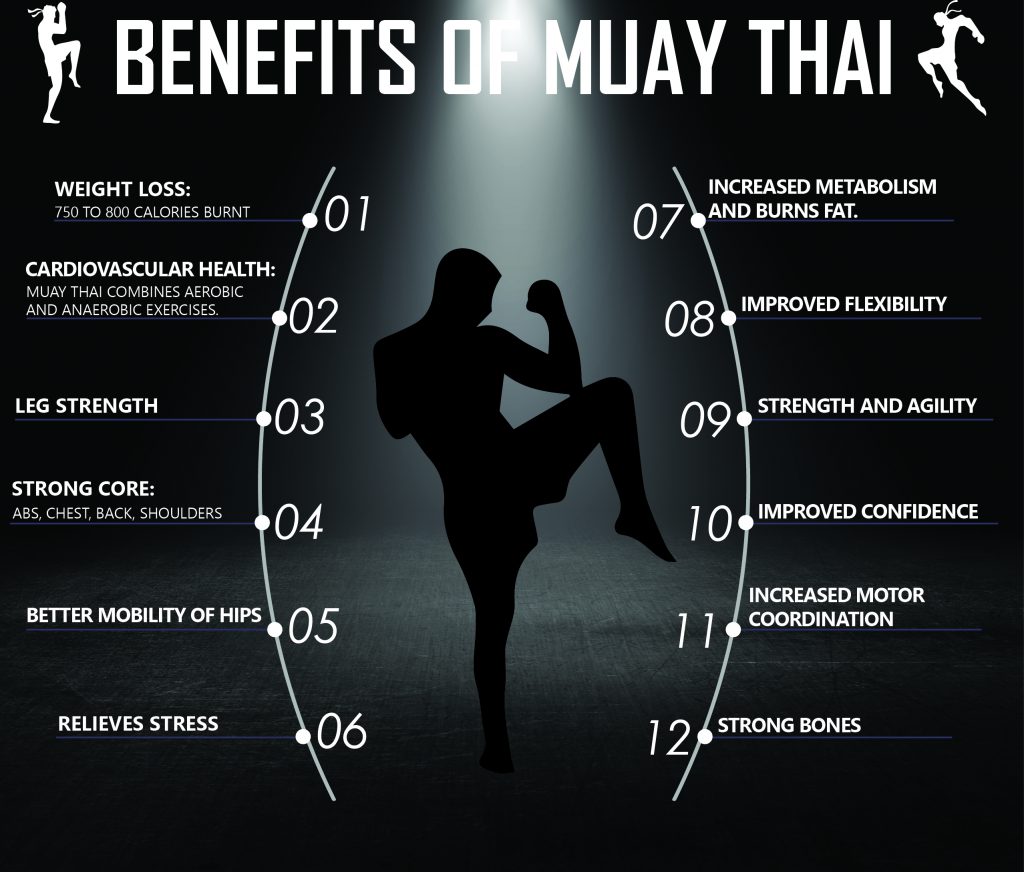 BENEFITS OF MUAY THAI
WEIGHT LOSS:
750 TO 800 CALORIES BURNT
01
CARDIOVASCULAR HEALTH:
MUAY THAI COMBINES AEROBIC
AND ANAEROBIC EXERCISES.
02
LEG STRENGTH
03
STRONG CORE:
ABS, CHEST, BACK, SHOULDERS
04
BETTER MOBILITY OF HIPS
05
RELIEVES STRESS
06
07
INCREASED METABOLISM
AND BURNS FAT.
08
IMPROVED FLEXIBILITY
09
STRENGTH AND AGILITY
10
IMPROVED CONFIDENCE
11
INCREASED MOTOR
COORDINATION
12
STRONG BONES